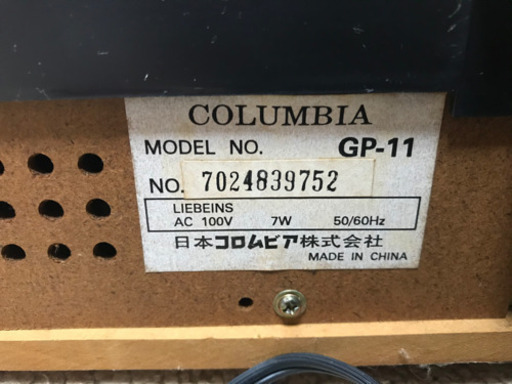 COLUMBIA
MODEL NO. GP-11
NO. 7024839752
LIEBEINS
AC 100V 7W 50/60Hz
日本コロムビア株式会社
MADE IN CHINA